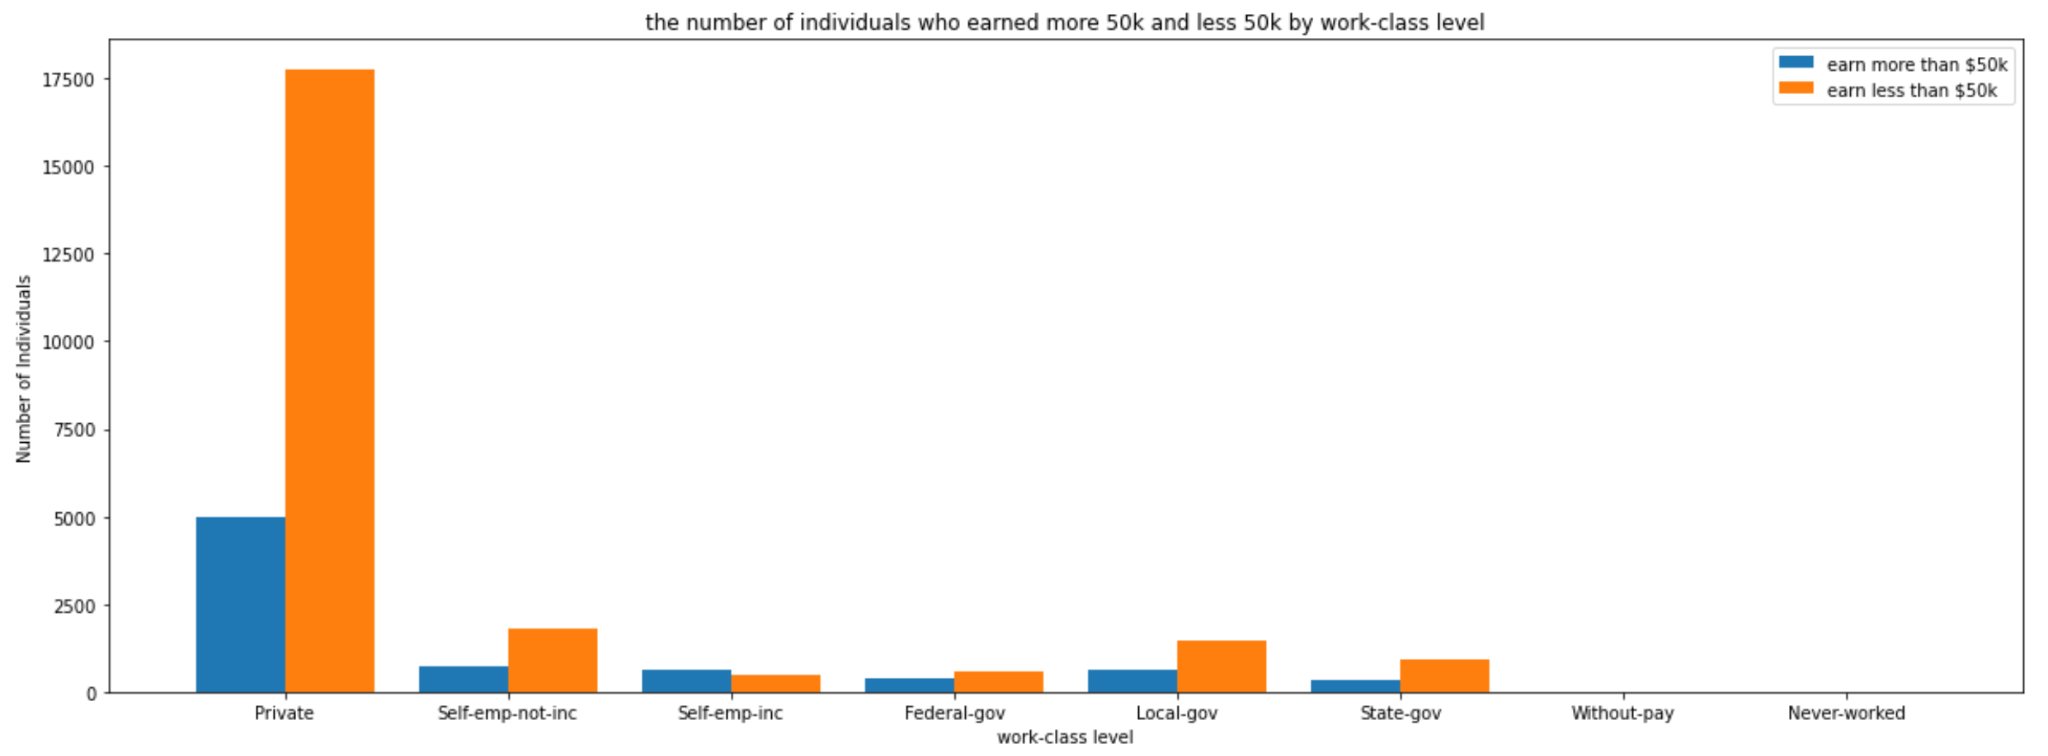 the number of individuals who earned more 50k and less 50k by work-class level
earn more than $50k
earn less than $50k
Number of Individuals
17500
15000
12500
10000
7500
5000
2500
0
Private Self-emp-not-inc Self-emp-inc Federal-gov Local-gov State-gov Without-pay Never-worked
work-class level